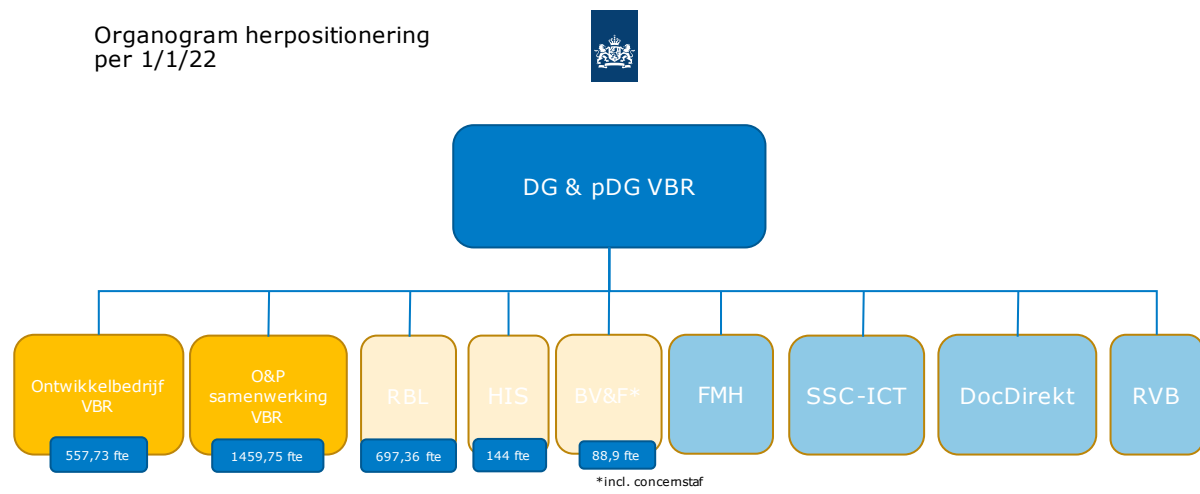 Organogram herpositionering
per 1/1/22
DG & pDG VBR
Ontwikkelbedrijf
VBR
O&P
samenwerking
VBR
RBL
HIS
BV&F*
FMH
SSC-ICT
DocDirekt
RVB
557,73 fte
1459,75 fte
697,36 fte
144 fte
88,9 fte
*incl. concernstaf